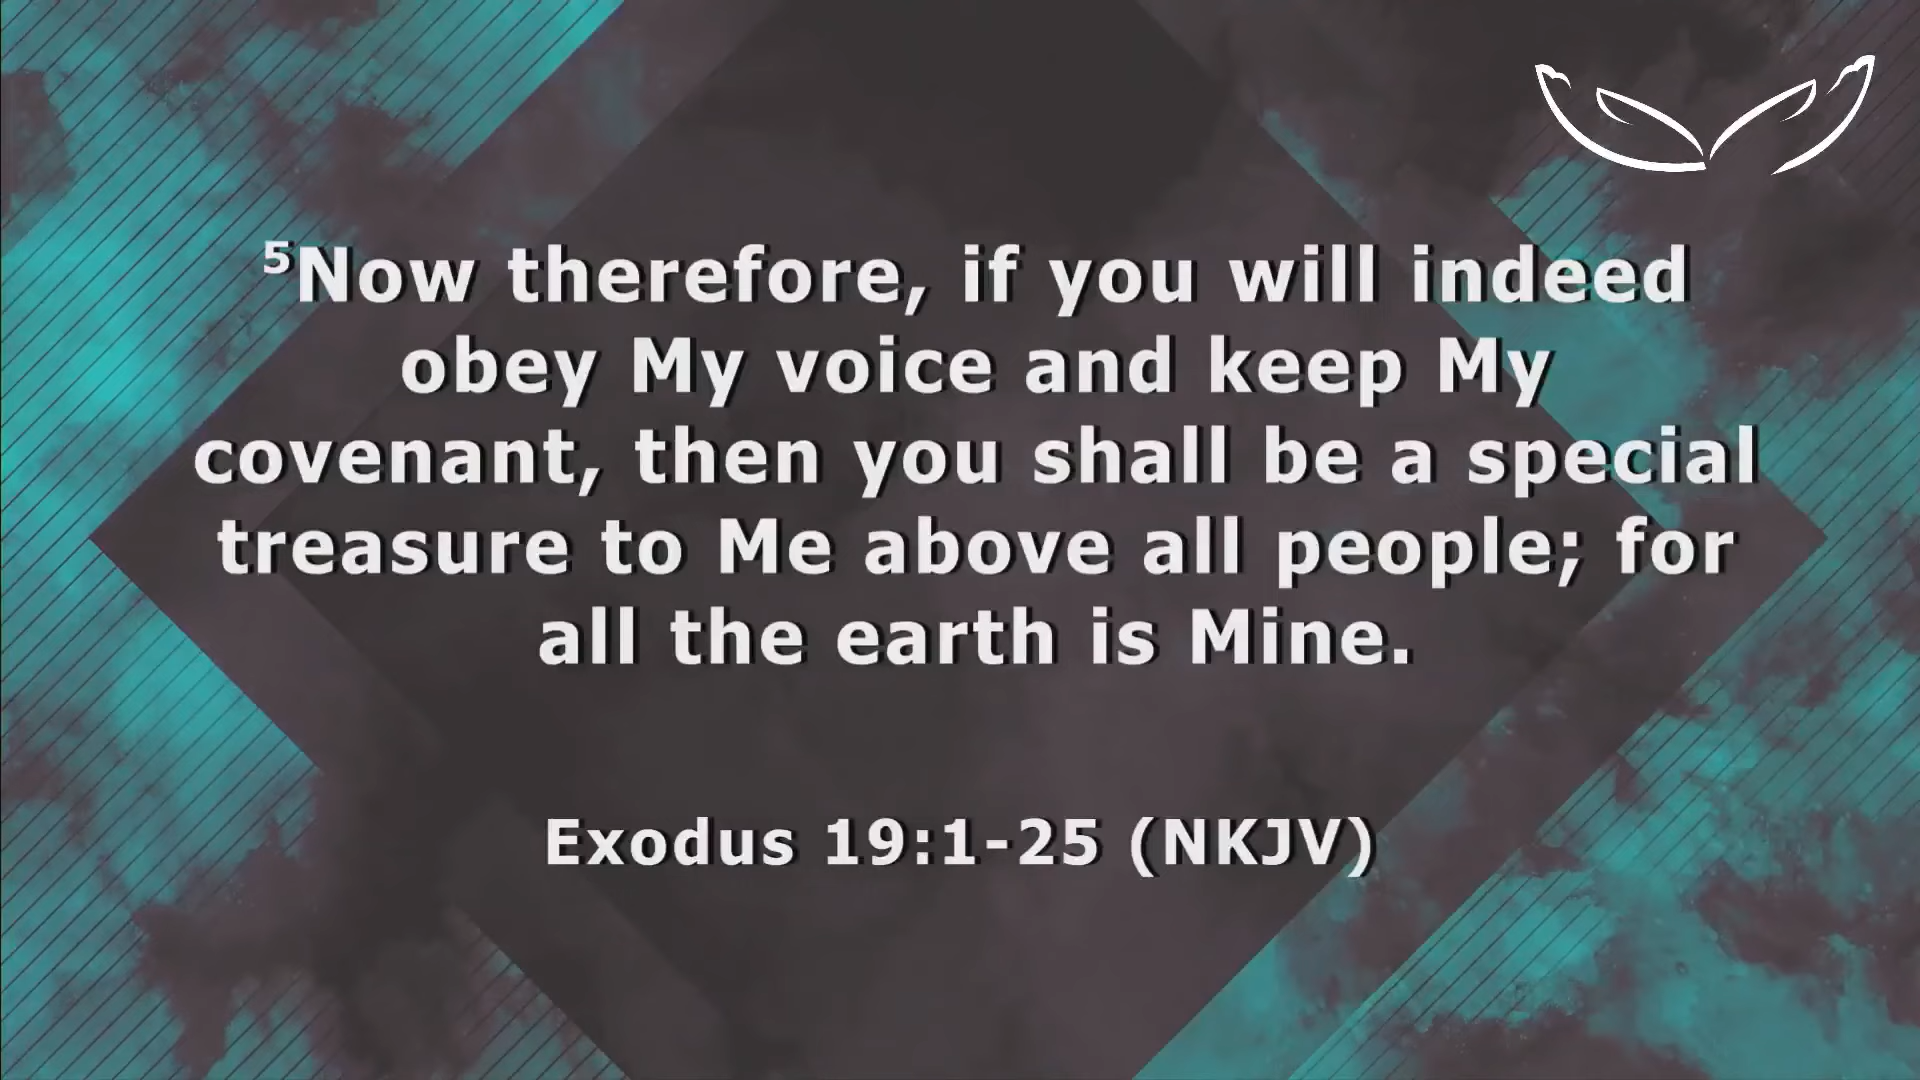 ⁵Now therefore, if you will indeed
obey My voice and keep My
covenant, then you shall be a special
treasure to Me above all people; for
all the earth is Mine.
Exodus 19:1-25 (NKJV)